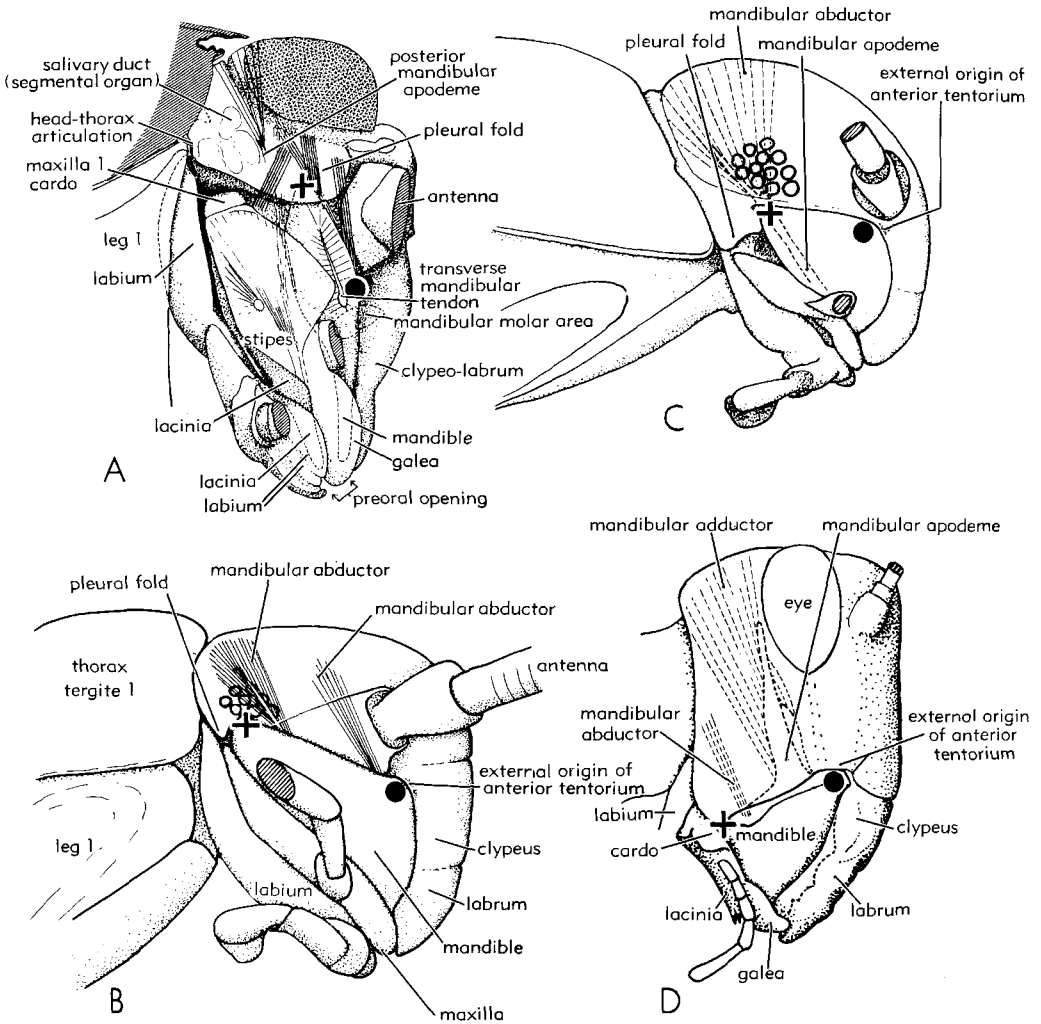 salivary duct
(segmental organ)
head-thorax
articulation
maxilla 1
cardo
leg 1
labium
posterior
mandibular
apodeme
pleural fold
antenna
transverse
mandibular
tendon
mandibular molar area
?stipes
clypeo-labrum
lacinia
mandible
galea
lacinia
labium
preoral opening
A
mandibular abductor
pleural fold
mandibular apodeme
external origin of
anterior tentorium
C
pleural fold
mandibular abductor
mandibular abductor
thorax
tergite 1
antenna
external origin of
anterior tentorium
leg 1
clypeus
labium
labrum
mandible
maxilla
B
mandibular adductor
mandibular apodeme
eye
mandibular
abductor
external origin
of anterior
tentorium
labium
cardo
mandible
clypeus
lacinia
labrum
galea
D